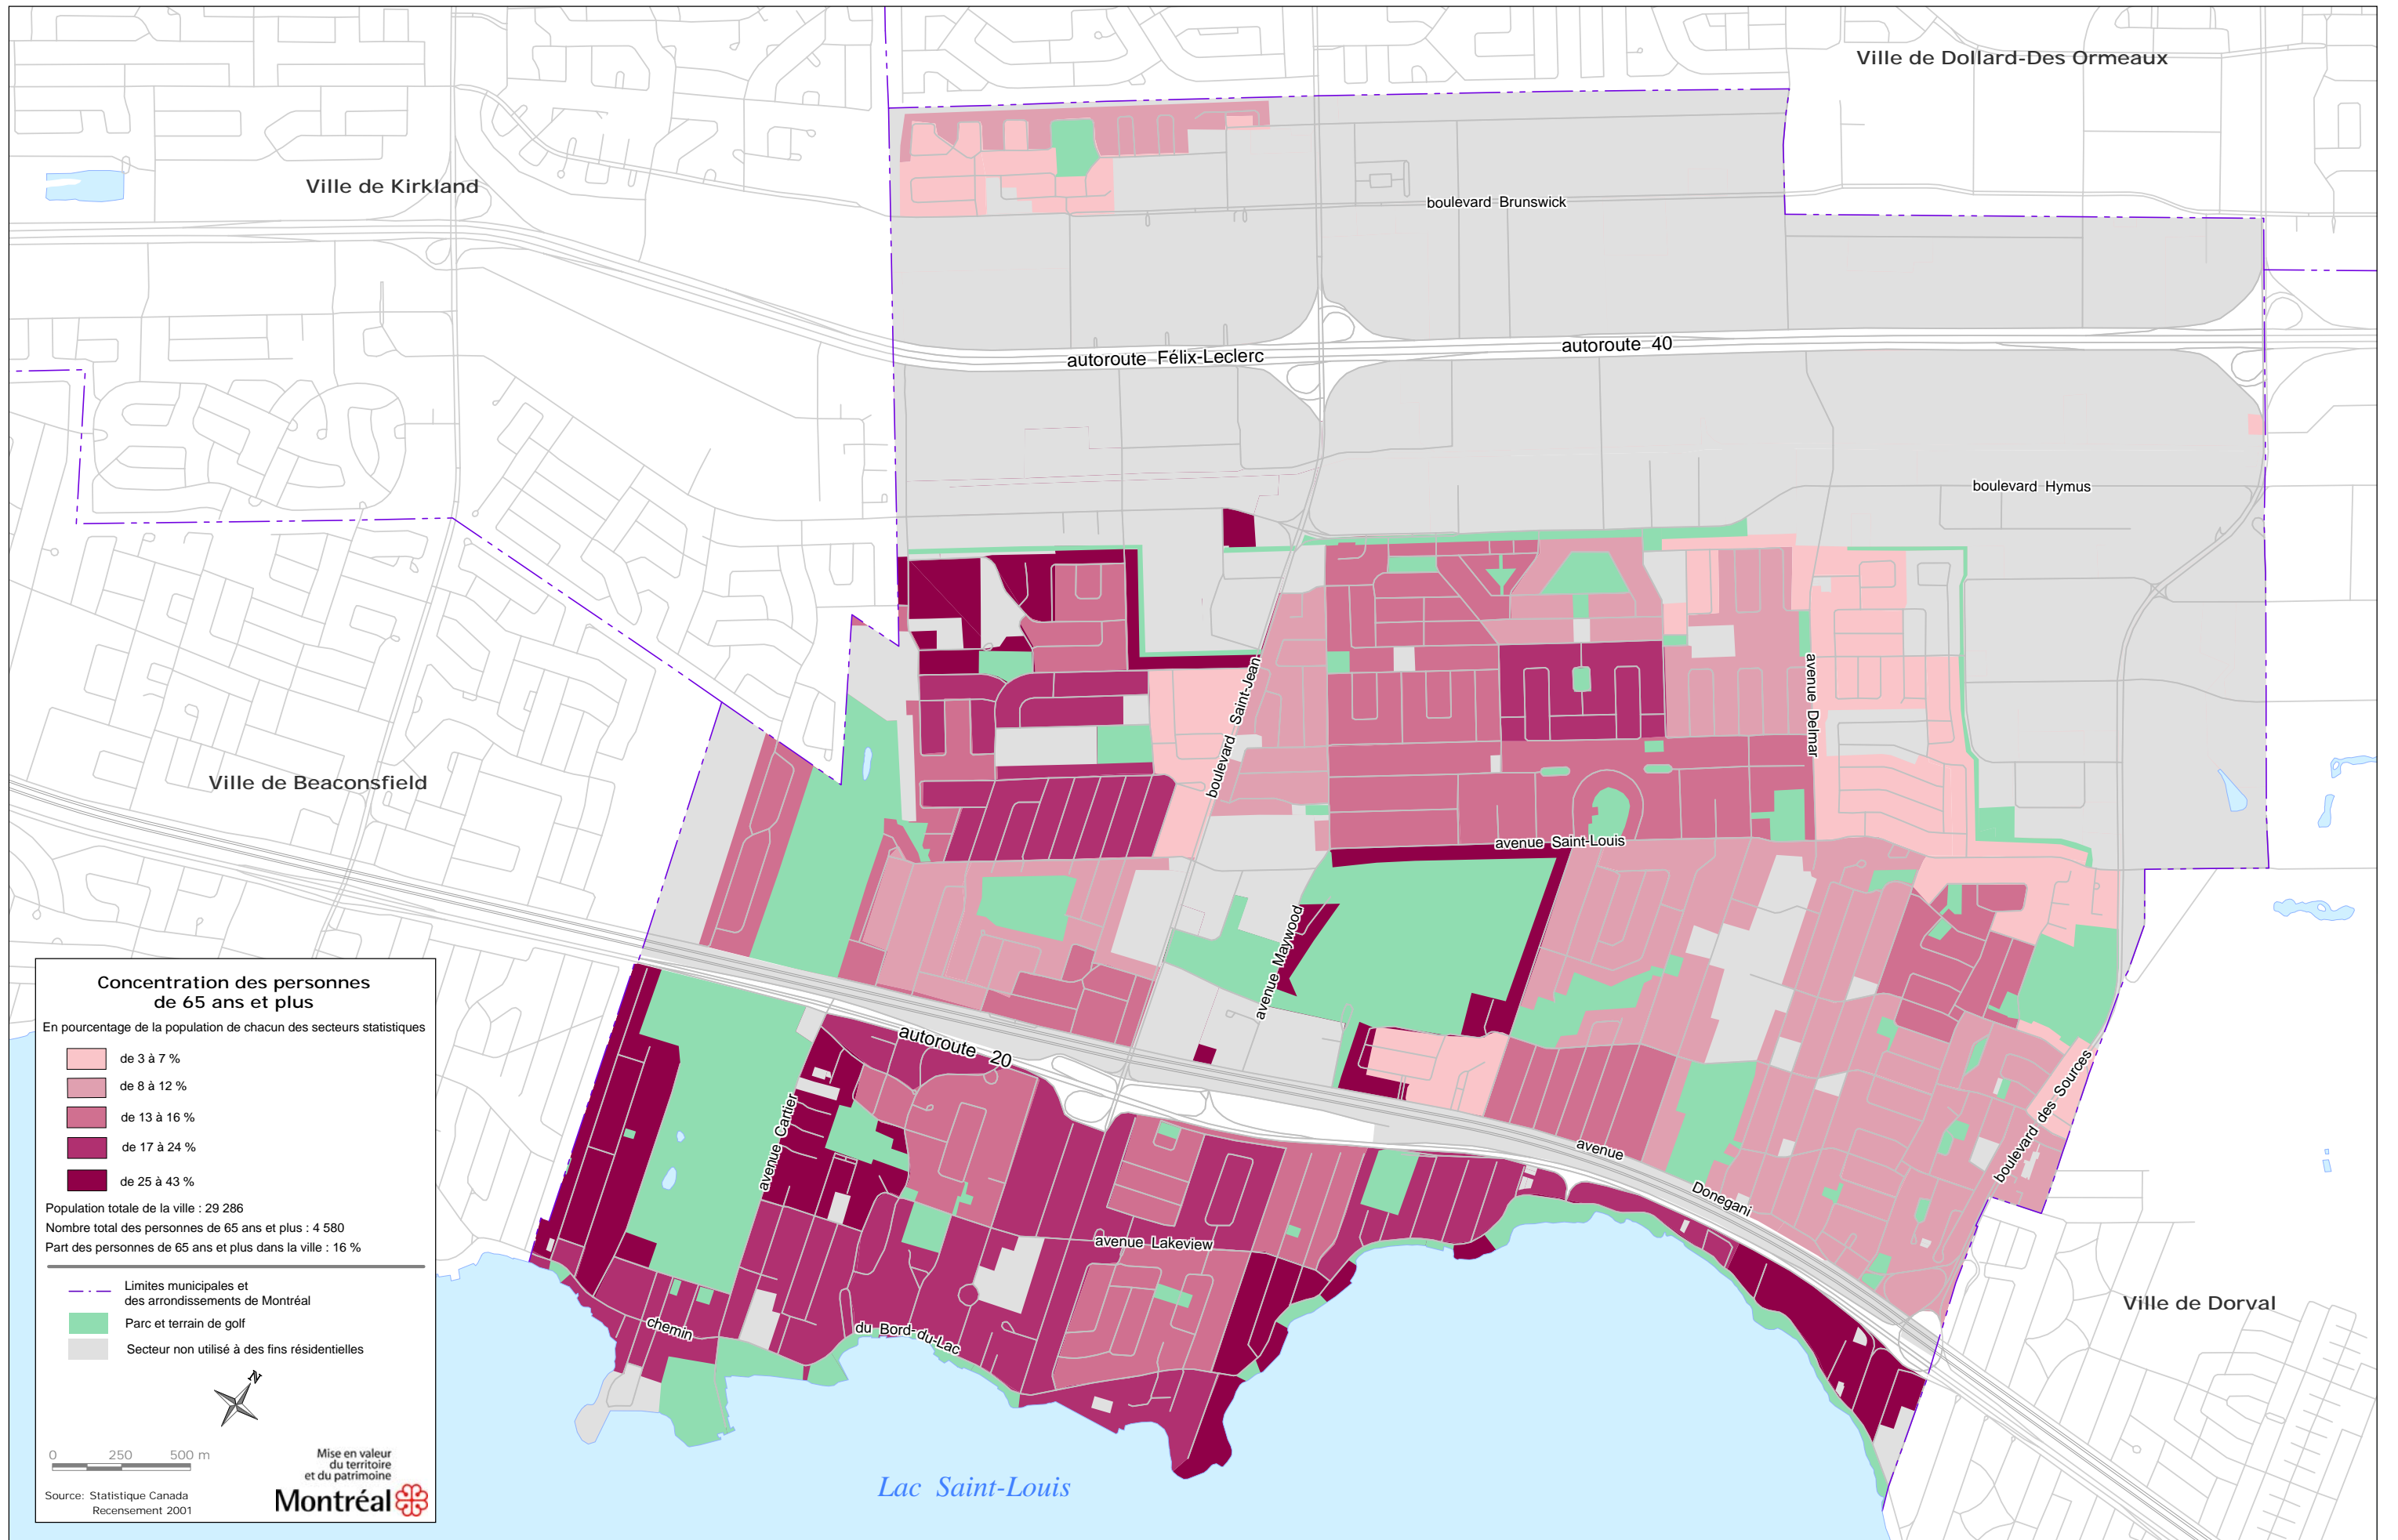 Ville de Dollard-Des Ormeaux
Ville de Kirkland
boulevard Brunswick
autoroute Félix-Leclerc
autoroute 40
boulevard Hymus
boulevard Saint-Jean
avenue Delmar
Ville de Beaconsfield
avenue Saint-Louis
avenue Maywood
autoroute 20
avenue Cartier
avenue Donegani
boulevard des Sources
avenue Lakeview
chemin du Bord-du-Lac
Ville de Dorval
Lac Saint-Louis
Concentration des personnes
de 65 ans et plus
En pourcentage de la population de chacun des secteurs statistiques
de 3 à 7 %
de 8 à 12 %
de 13 à 16 %
de 17 à 24 %
de 25 à 43 %
Population totale de la ville : 29 286
Nombre total des personnes de 65 ans et plus : 4 580
Part des personnes de 65 ans et plus dans la ville : 16 %
Limites municipales et
des arrondissements de Montréal
Parc et terrain de golf
Secteur non utilisé à des fins résidentielles
N
0 250 500 m
Mise en valeur
du territoire
et du patrimoine
Montréal
Source: Statistique Canada
Recensement 2001